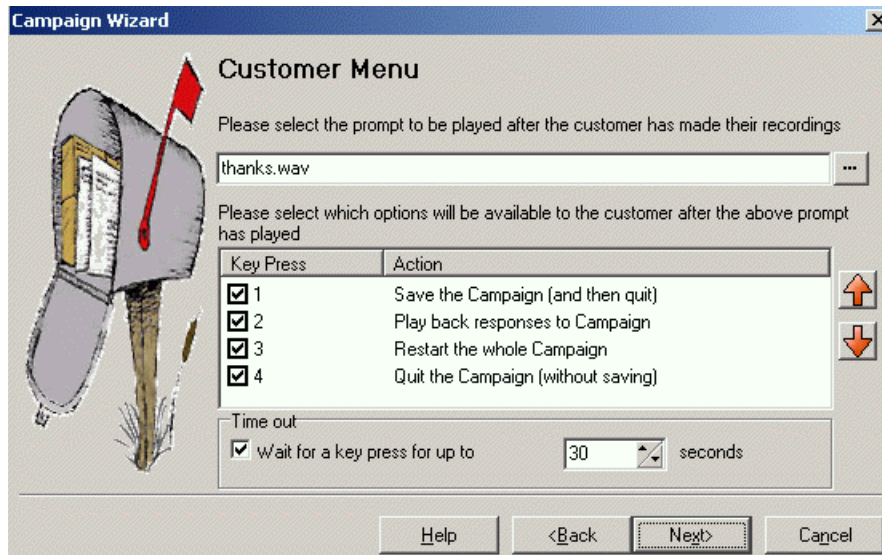 Campaign Wizard
Customer Menu
Please select the prompt to be played after the customer has made their recordings
thanks.wav
...
Please select which options will be available to the customer after the above prompt
has played
Key Press Action
1 Save the Campaign (and then quit)
2 Play back responses to Campaign
3 Restart the whole Campaign
4 Quit the Campaign (without saving)
Time out
Wait for a key press for up to 30 seconds
Help <Back Next> Cancel